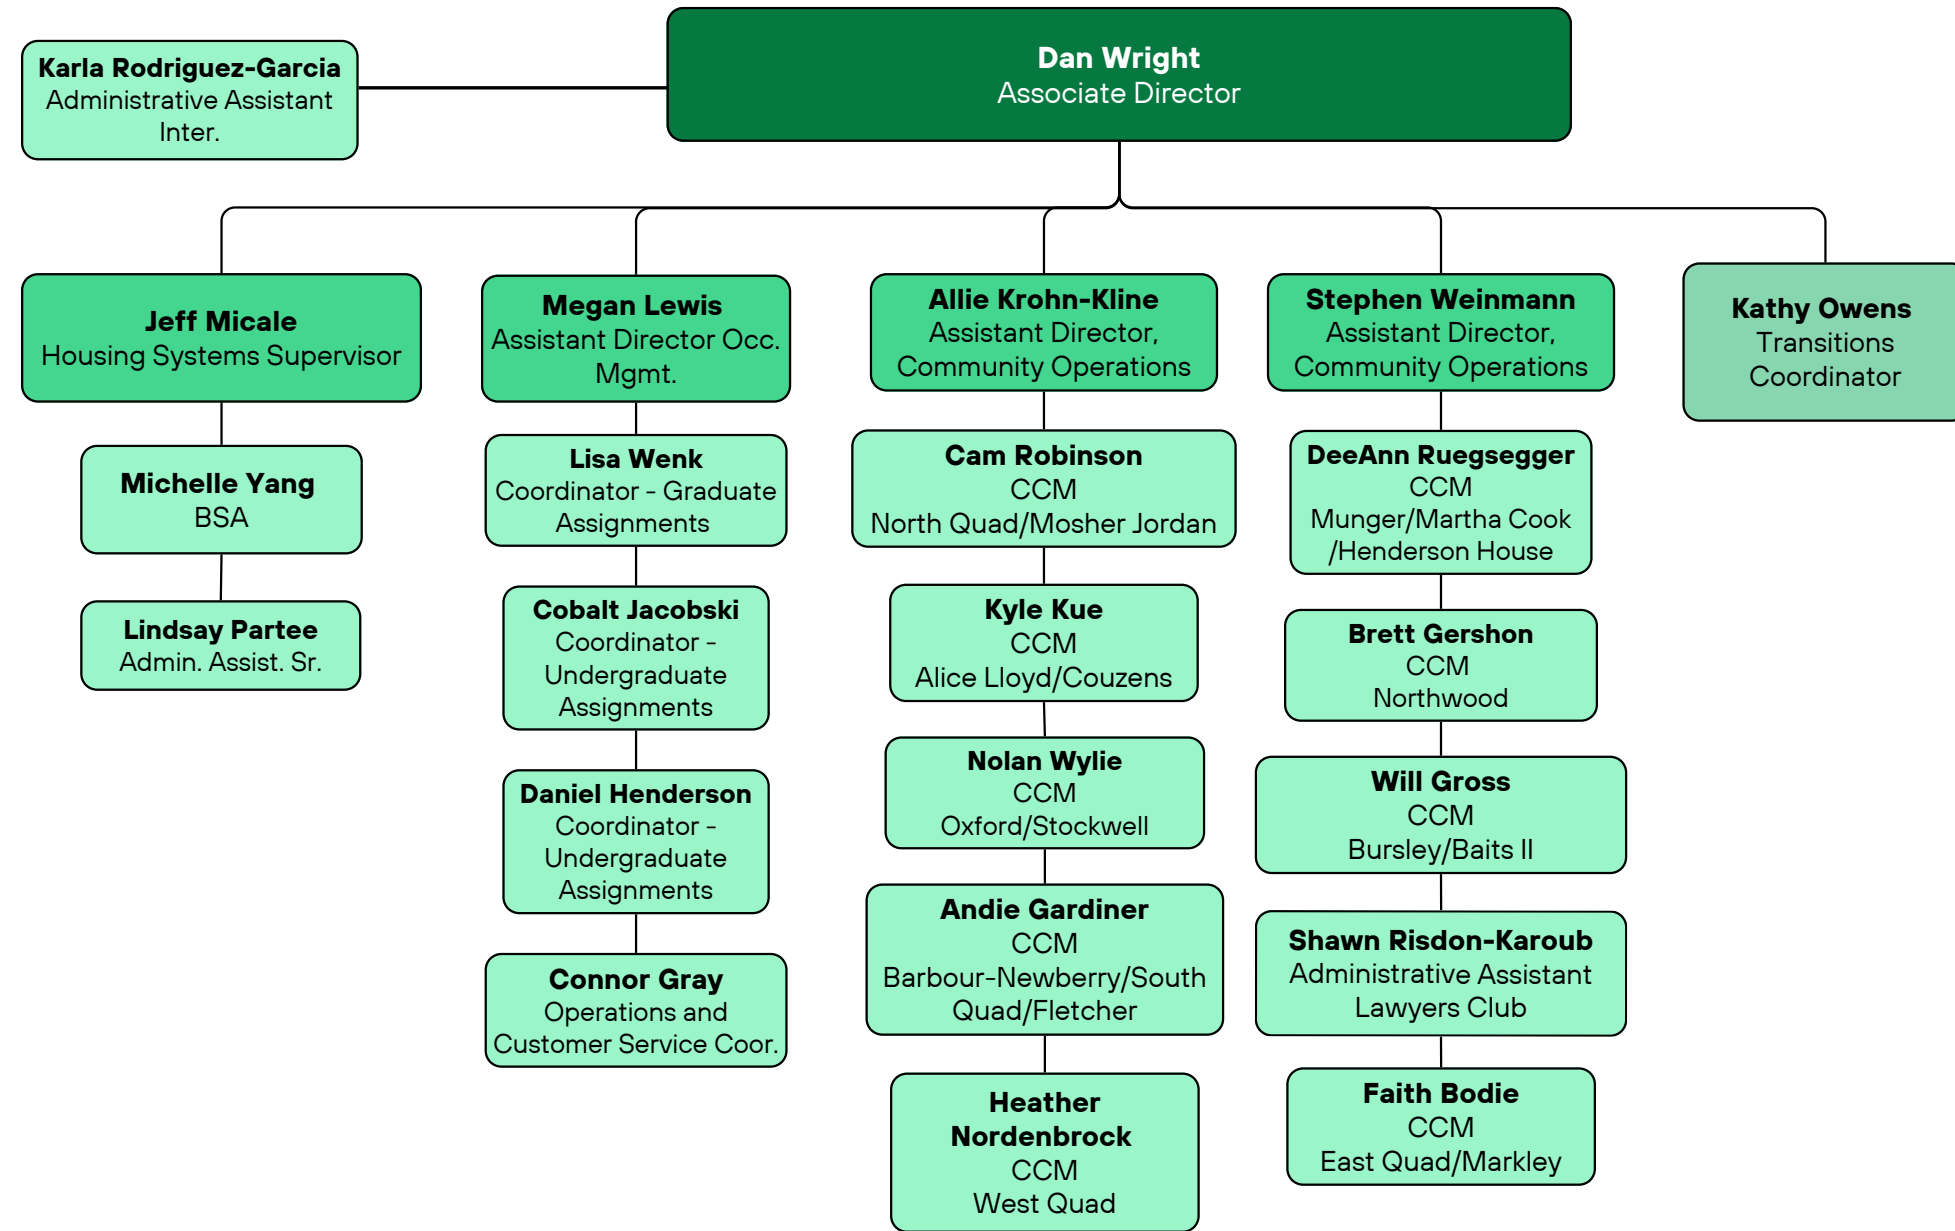 Karla Rodriguez-Garcia
Administrative Assistant
Inter.
Dan Wright
Associate Director
Jeff Micale
Housing Systems Supervisor
Michelle Yang
BSA
Lindsay Partee
Admin. Assist. Sr.
Megan Lewis
Assistant Director Occ.
Mgmt.
Lisa Wenk
Coordinator - Graduate
Assignments
Cobalt Jacobski
Coordinator -
Undergraduate
Assignments
Daniel Henderson
Coordinator -
Undergraduate
Assignments
Connor Gray
Operations and
Customer Service Coor.
Allie Krohn-Kline
Assistant Director,
Community Operations
Cam Robinson
CCM
North Quad/Mosher Jordan
Kyle Kue
CCM
Alice Lloyd/Couzens
Nolan Wylie
CCM
Oxford/Stockwell
Andie Gardiner
CCM
Barbour-Newberry/South
Quad/Fletcher
Heather
Nordenbrock
CCM
West Quad
Stephen Weinmann
Assistant Director,
Community Operations
DeeAnn Ruegsegger
CCM
Munger/Martha Cook
/Henderson House
Brett Gershon
CCM
Northwood
Will Gross
CCM
Bursley/Baits II
Shawn Risdon-Karoub
Administrative Assistant
Lawyers Club
Faith Bodie
CCM
East Quad/Markley
Kathy Owens
Transitions
Coordinator